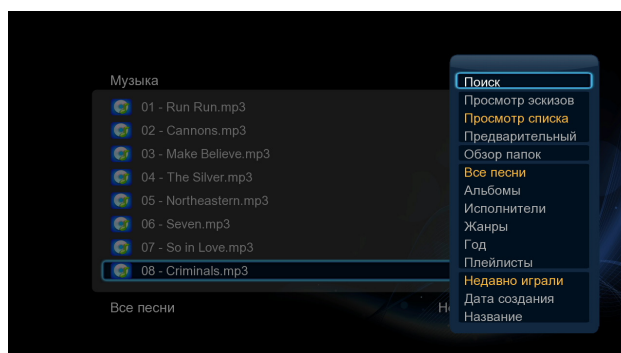 Музыка
01 - Run Run.mp3
02 - Cannons.mp3
03 - Make Believe.mp3
04 - The Silver.mp3
05 - Northeastern.mp3
06 - Seven.mp3
07 - So in Love.mp3
08 - Criminals.mp3
Все песни
Поиск
Просмотр эскизов
Просмотр списка
Предварительный
Обзор папок
Все песни
Альбомы
Исполнители
Жанры
Год
Плейлисты
Недавно играли
Дата создания
Название